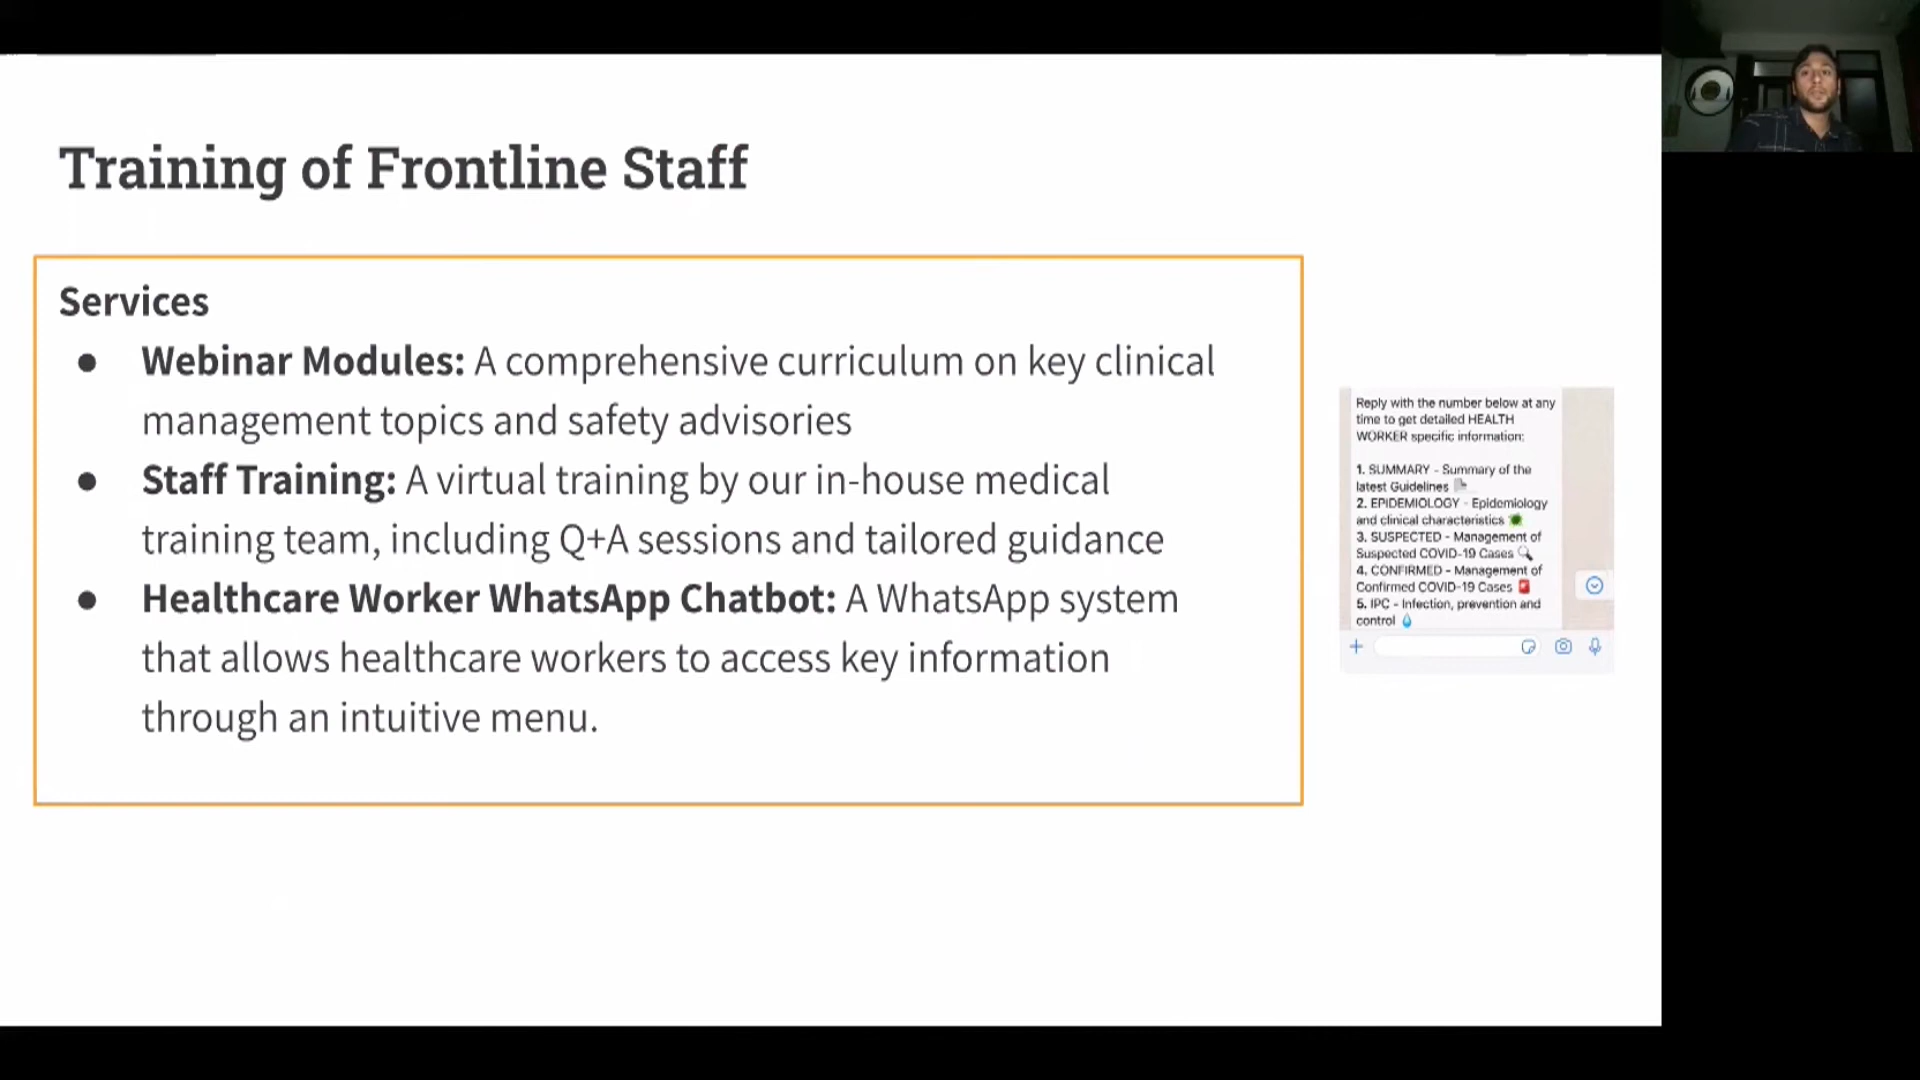 Training of Frontline Staff
Services
● Webinar Modules: A comprehensive curriculum on key clinical
management topics and safety advisories
● Staff Training: A virtual training by our in-house medical
training team, including Q+A sessions and tailored guidance
● Healthcare Worker WhatsApp Chatbot: A WhatsApp system
that allows healthcare workers to access key information
through an intuitive menu.
Reply with the number below at any
time to get detailed HEALTH
WORKER specific information:
1. SUMMARY - Summary of the
latest Guidelines
2. EPIDEMIOLOGY - Epidemiology
and clinical characteristics
3. SUSPECTED - Management of
Suspected COVID-19 Cases
4. CONFIRMED - Management of
Confirmed COVID-19 Cases
5. IPC - Infection, prevention and
control